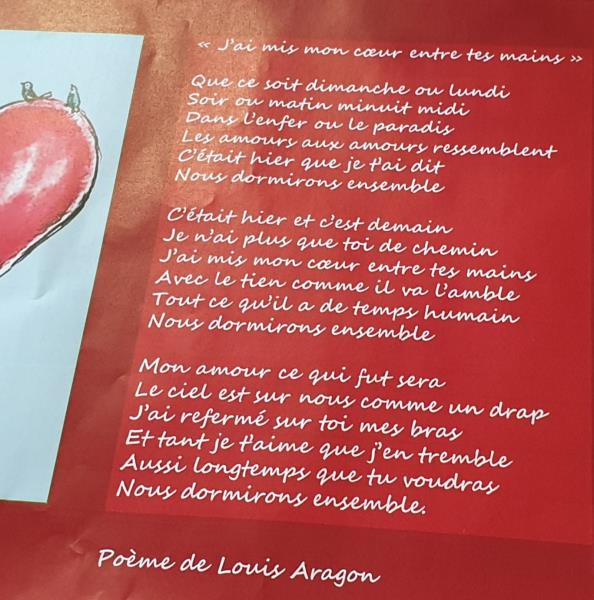 « J'ai mis mon cœur entre tes mains »
Que ce soit dimanche ou lundi
Soir ou matin minuit midi
Dans l'enfer ou le paradis
Les amours aux amours ressemblent
C'était hier que je t'ai dit
Nous dormirons ensemble
C'était hier et c'est demain
Je n'ai plus que toi de chemin
J'ai mis mon cœur entre tes mains
Avec le tien comme il va l'amble
Tout ce qu'il a de temps humain
Nous dormirons ensemble
Mon amour ce qui fut sera
Le ciel est sur nous comme un drap
J'ai refermé sur toi mes bras
Et tant je t'aime que j'en tremble
Aussi longtemps que tu voudras
Nous dormirons ensemble.
Poème de Louis Aragon